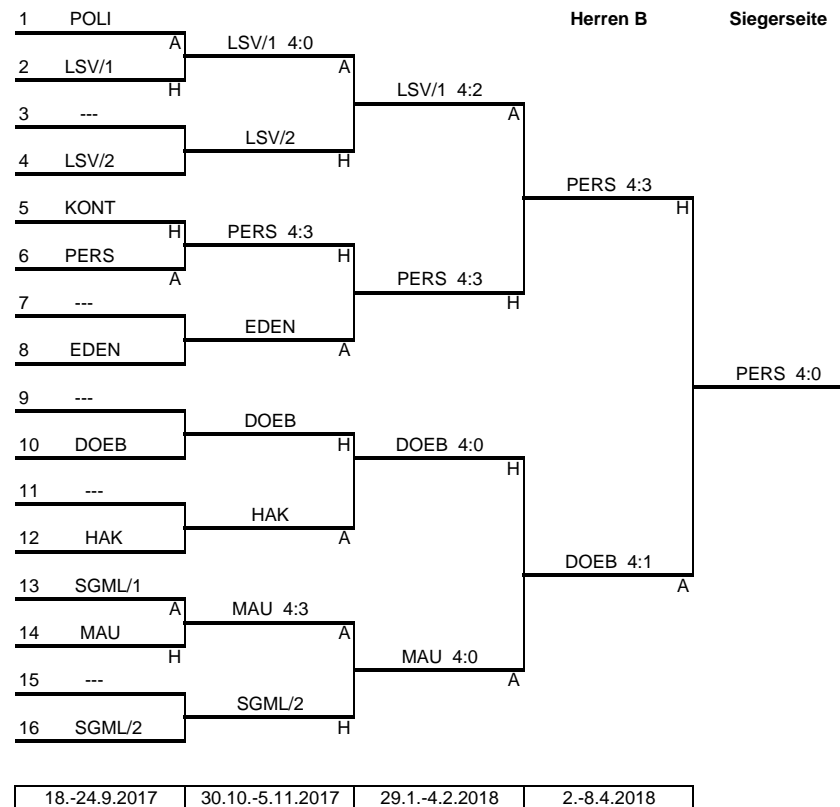 1 POLI Herren B Siegerseite
A LSV/1 4:0
2 LSV/1 A
H LSV/1 4:2
3 --- A
LSV/2
4 LSV/2 H
PERS 4:3
5 KONT H
H PERS 4:3
6 PERS H
A PERS 4:3
7 --- H
EDEN
8 EDEN A
PERS 4:0
9 ---
DOEB
10 DOEB H DOEB 4:0
H
11 ---
HAK
12 HAK A
DOEB 4:1
13 SGML/1 A
A MAU 4:3
14 MAU A
H MAU 4:0
15 --- A
SGML/2
16 SGML/2 H
18.-24.9.2017 30.10.-5.11.2017 29.1.-4.2.2018 2.-8.4.2018